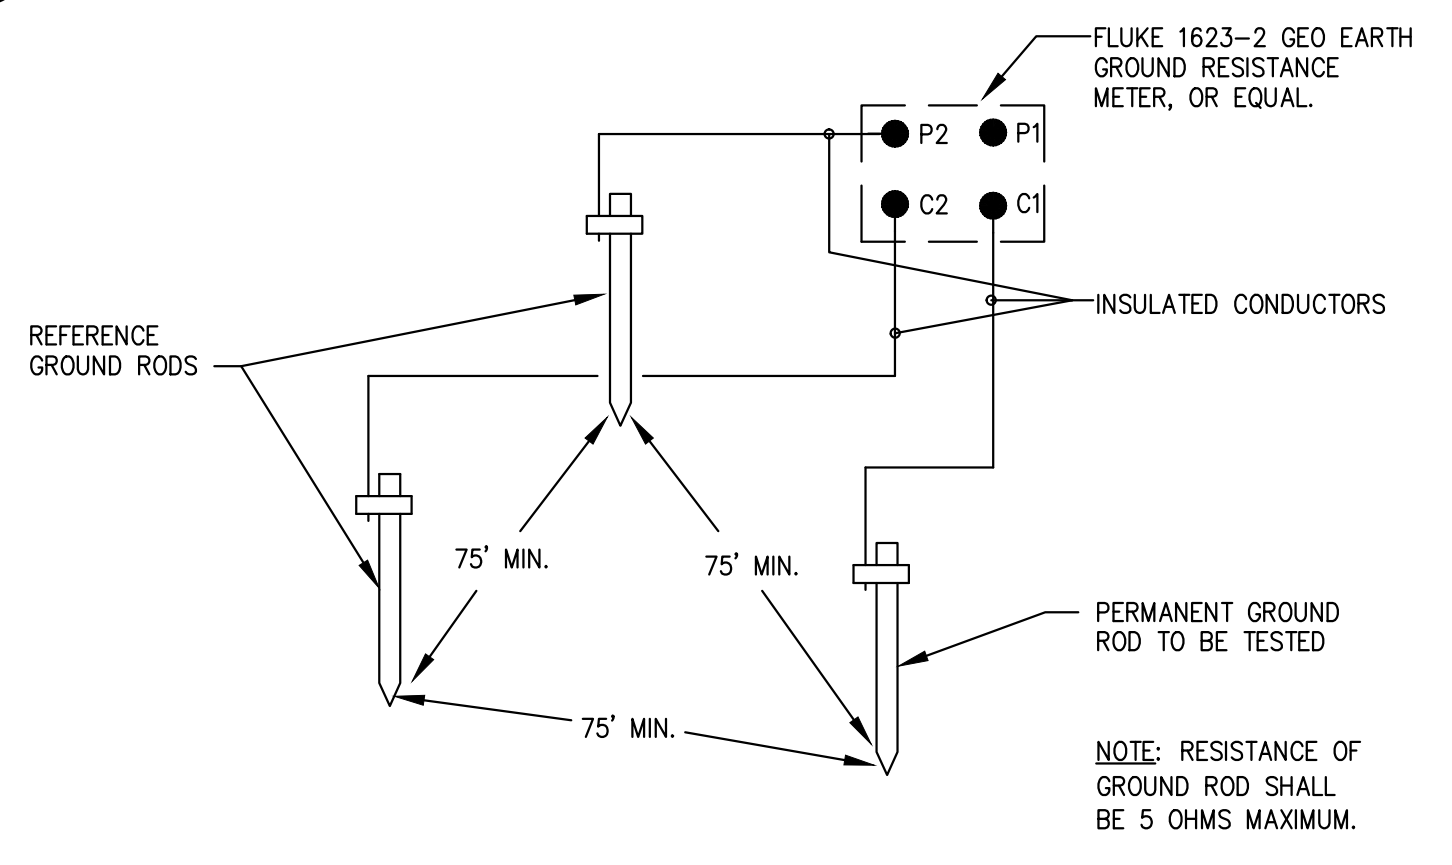 FLUKE 1623-2 GEO EARTH
GROUND RESISTANCE
METER, OR EQUAL.
P2
P1
C2
C1
INSULATED CONDUCTORS
REFERENCE
GROUND RODS
75' MIN.
75' MIN.
75' MIN.
PERMANENT GROUND
ROD TO BE TESTED
NOTE: RESISTANCE OF
GROUND ROD SHALL
BE 5 OHMS MAXIMUM.